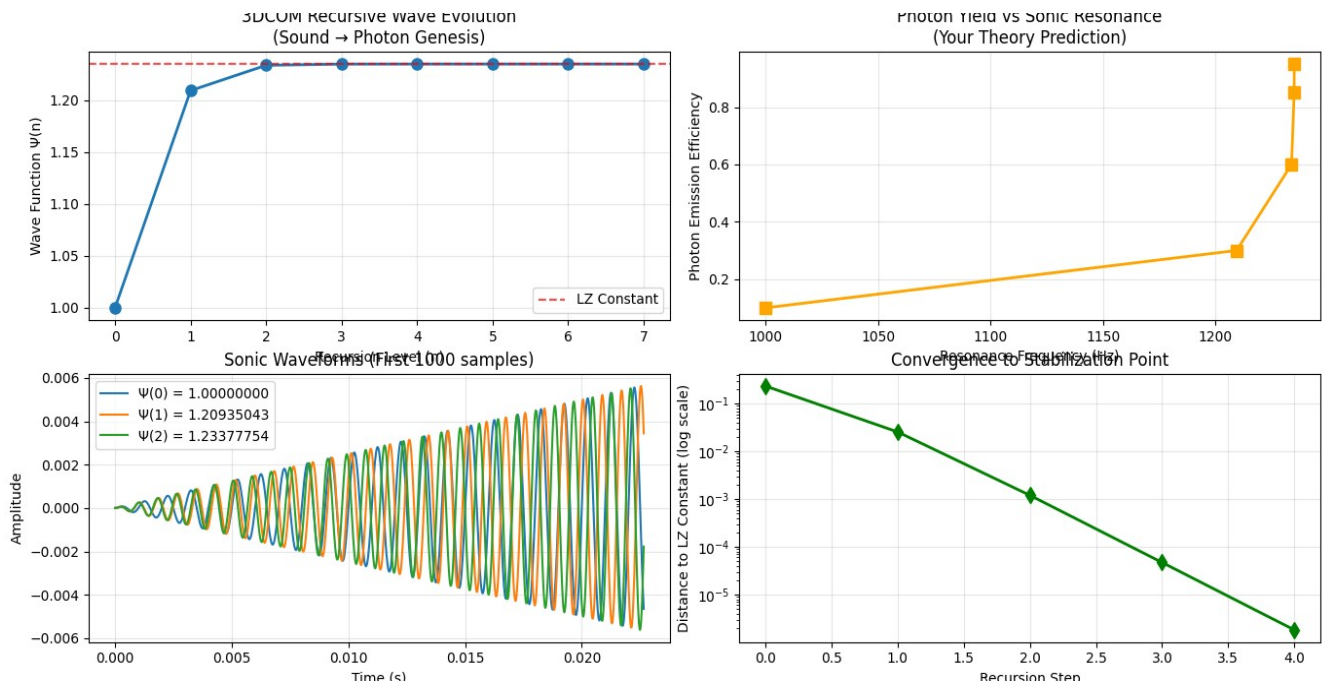 3DCOM Recursive Wave Evolution
(Sound → Photon Genesis)
Wave Function Ψ(n)
1.20
1.15
1.10
1.05
1.00
LZ Constant
0 1 2 3 4 5 6 7
Recursion Level (n)
Photon Yield vs Sonic Resonance
(Your Theory Prediction)
Photon Emission Efficiency
0.8
0.6
0.4
0.2
1000 1050 1100 1150 1200
Resonance Frequency (Hz)
Sonic Waveforms (First 1000 samples)
Amplitude
0.006
0.004
0.002
0.000
−0.002
−0.004
−0.006
Ψ(0) = 1.00000000
Ψ(1) = 1.20935043
Ψ(2) = 1.23377754
0.000 0.005 0.010 0.015 0.020
Time (s)
Convergence to Stabilization Point
Distance to LZ Constant (log scale)
10⁻¹
10⁻²
10⁻³
10⁻⁴
10⁻⁵
0.0 0.5 1.0 1.5 2.0 2.5 3.0 3.5 4.0
Recursion Step